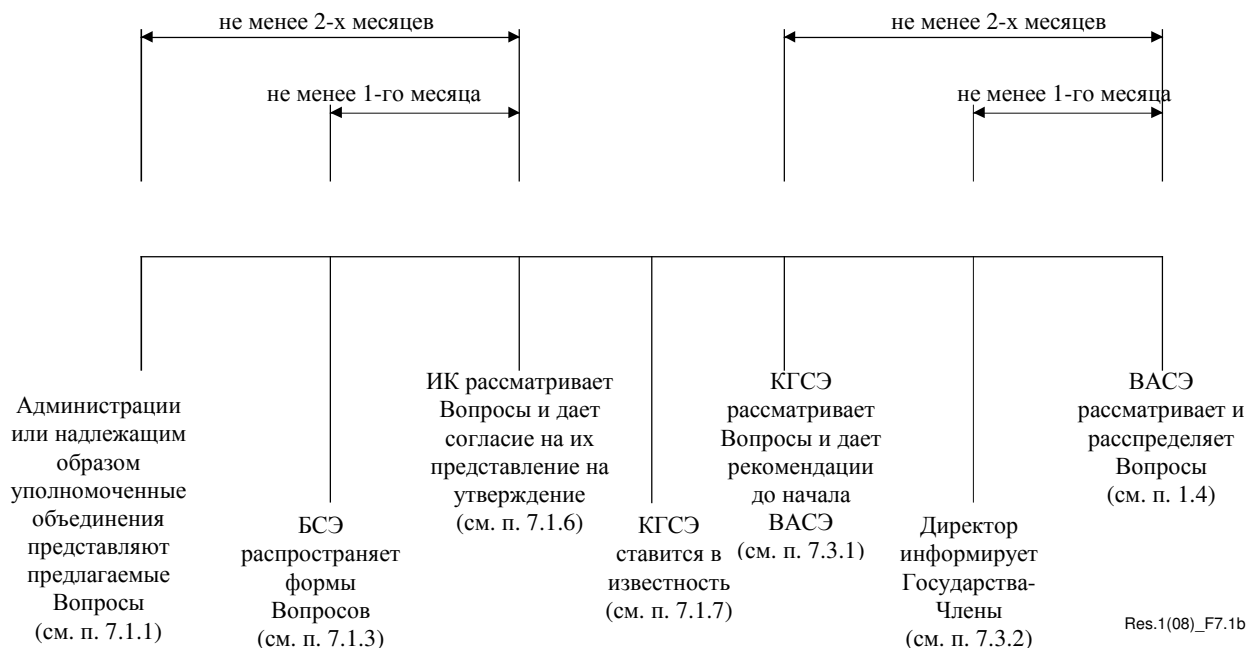 не менее 2-х месяцев
не менее 2-х месяцев
не менее 1-го месяца
не менее 1-го месяца
Администрации
или надлежащим
образом
уполномоченные
объединения
представляют
предлагаемые
Вопросы
(см. п. 7.1.1)
БСЭ
распространяет
формы
Вопросов
(см. п. 7.1.3)
ИК рассматривает
Вопросы и дает
согласие на их
представление на
утверждение
(см. п. 7.1.6)
КГСЭ
ставится в
известность
(см. п. 7.1.7)
КГСЭ
рассматривает
Вопросы и дает
рекомендации
до начала
ВАСЭ
(см. п. 7.3.1)
Директор
информирует
Государства-
Члены
(см. п. 7.3.2)
ВАСЭ
рассматривает и
распределяет
Вопросы
(см. п. 1.4)
Res.1(08)_F7.1b